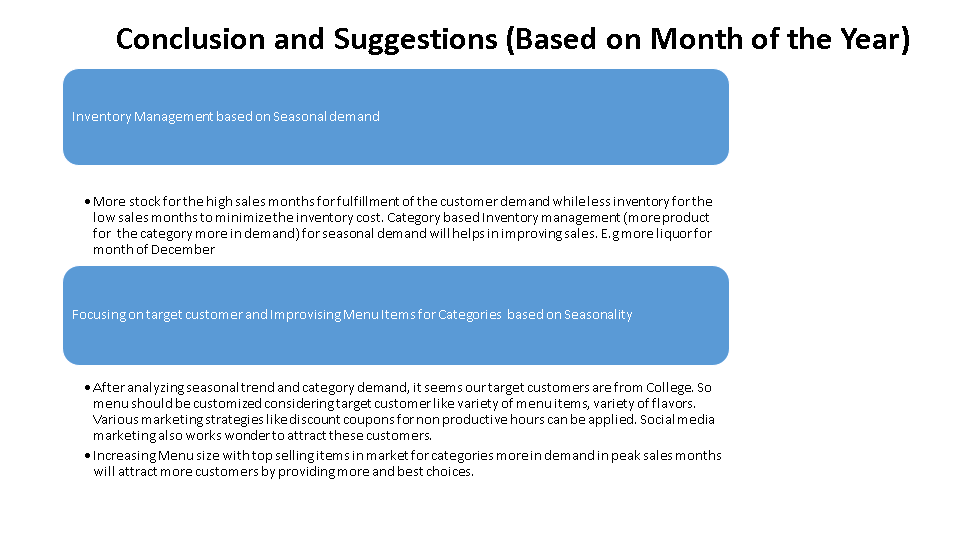 Conclusion and Suggestions (Based on Month of the Year)
Inventory Management based on Seasonal demand
• More stock for the high sales months for fulfillment of the customer demand while less inventory for the
low sales months to minimize the inventory cost. Category based Inventory management (more product
for the category more in demand) for seasonal demand will helps in improving sales. E.g more liquor for
month of December
Focusing on target customer and Improvising Menu Items for Categories based on Seasonality
• After analyzing seasonal trend and category demand, it seems our target customers are from College. So
menu should be customized considering target customer like variety of menu items, variety of flavors.
Various marketing strategies like discount coupons for non productive hours can be applied. Social media
marketing also works wonder to attract these customers.
• Increasing Menu size with top selling items in market for categories more in demand in peak sales months
will attract more customers by providing more and best choices.